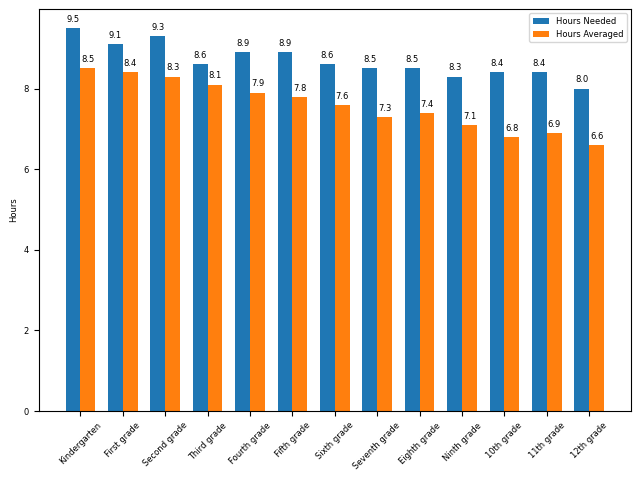 9.5
9.1
9.3
8.6
8.9
8.9
8.6
8.5
8.5
8.3
8.4
8.4
8.0
8.5
8.4
8.3
8.1
7.9
7.8
7.6
7.3
7.4
7.1
6.8
6.9
6.6
Hours Needed
Hours Averaged
Hours
8
6
4
2
0
Kindergarten
First grade
Second grade
Third grade
Fourth grade
Fifth grade
Sixth grade
Seventh grade
Eighth grade
Ninth grade
10th grade
11th grade
12th grade